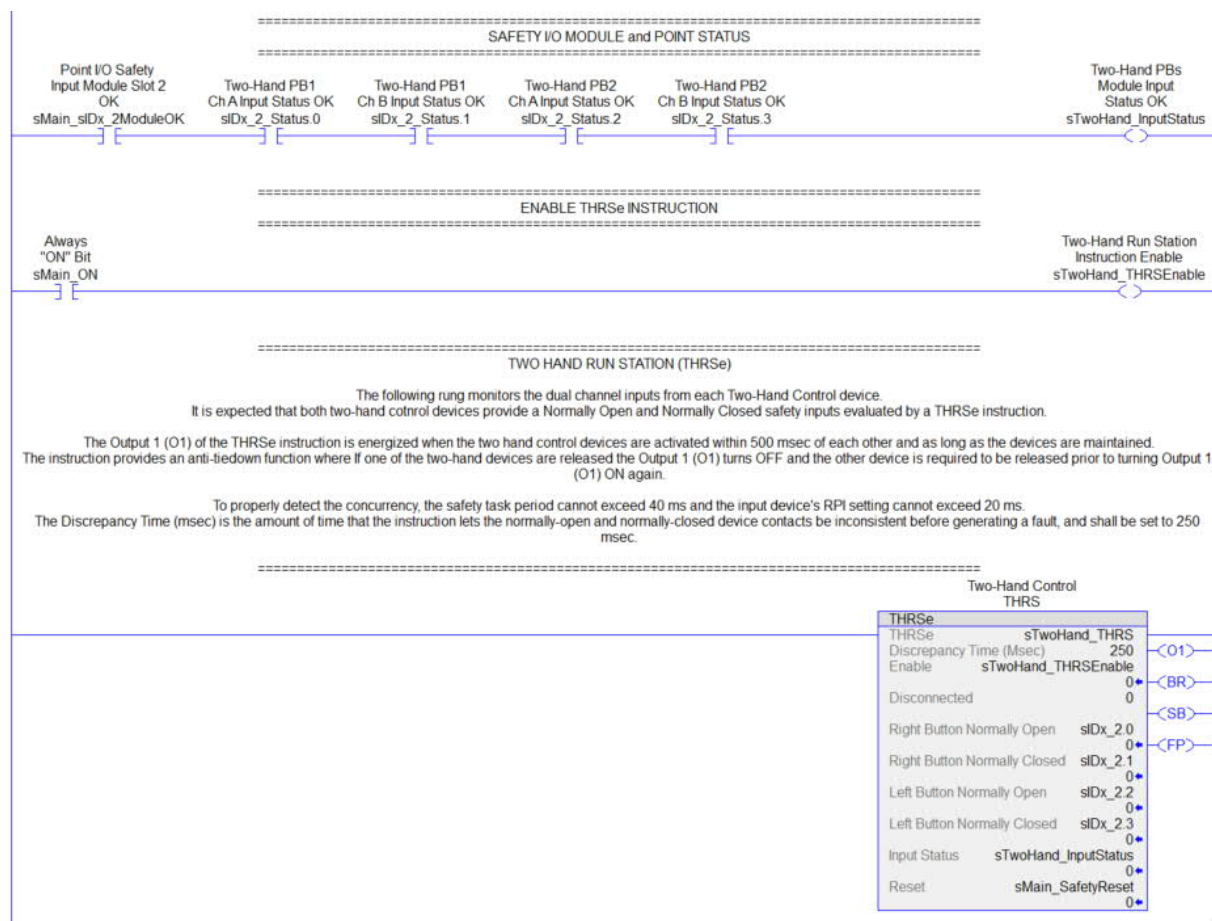 ================================================================================
SAFETY I/O MODULE and POINT STATUS
================================================================================
Point I/O Safety
Input Module Slot 2
OK
sMain_sIDx_2ModuleOK
Two-Hand PB1
Ch A Input Status OK
sIDx_2_Status.0
Two-Hand PB1
Ch B Input Status OK
sIDx_2_Status.1
Two-Hand PB2
Ch A Input Status OK
sIDx_2_Status.2
Two-Hand PB2
Ch B Input Status OK
sIDx_2_Status.3
Two-Hand PBs
Module Input
Status OK
sTwoHand_InputStatus
================================================================================
ENABLE THRSe INSTRUCTION
================================================================================
Always
"ON" Bit
sMain_ON
Two-Hand Run Station
Instruction Enable
sTwoHand_THRSEnable
================================================================================
TWO HAND RUN STATION (THRSe)
The following rung monitors the dual channel inputs from each Two-Hand Control device.
It is expected that both two-hand cotnrol devices provide a Normally Open and Normally Closed safety inputs evaluated by a THRSe instruction.
The Output 1 (O1) of the THRSe instruction is energized when the two hand control devices are activated within 500 msec of each other and as long as the devices are maintained.
The instruction provides an anti-tiedown function where If one of the two-hand devices are released the Output 1 (O1) turns OFF and the other device is required to be released prior to turning Output 1
(O1) ON again.
To properly detect the concurrency, the safety task period cannot exceed 40 ms and the input device's RPI setting cannot exceed 20 ms.
The Discrepancy Time (msec) is the amount of time that the instruction lets the normally-open and normally-closed device contacts be inconsistent before generating a fault, and shall be set to 250
msec.
================================================================================
Two-Hand Control
THRS
THRSe
THRSe sTwoHand_THRS
Discrepancy Time (Msec) 250 (O1)
Enable sTwoHand_THRSEnable
0 (BR)
Disconnected 0
(SB)
Right Button Normally Open sIDx_2.0
0 (FP)
Right Button Normally Closed sIDx_2.1
0
Left Button Normally Open sIDx_2.2
0
Left Button Normally Closed sIDx_2.3
0
Input Status sTwoHand_InputStatus
0
Reset sMain_SafetyReset
0